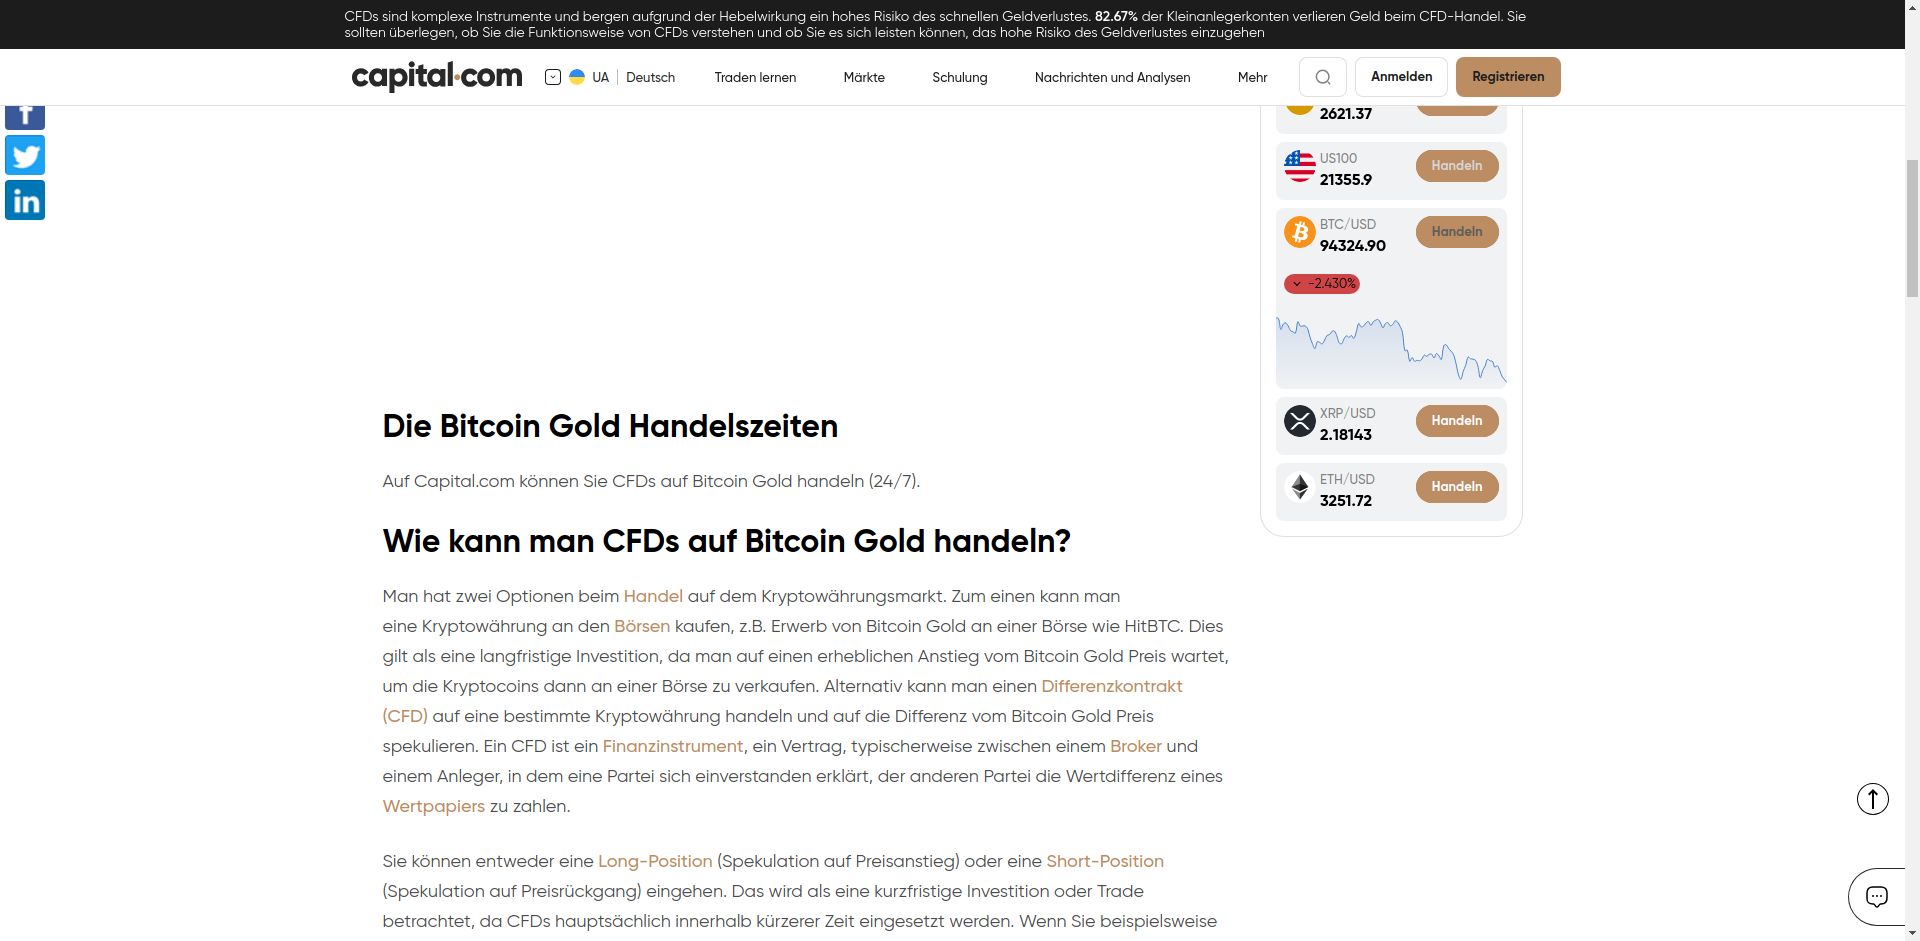 CFDs sind komplexe Instrumente und bergen aufgrund der Hebelwirkung ein hohes Risiko des schnellen Geldverlustes. 82.67% der Kleinanlegerkonten verlieren Geld beim CFD-Handel. Sie
sollten überlegen, ob Sie die Funktionsweise von CFDs verstehen und ob Sie es sich leisten können, das hohe Risiko des Geldverlustes einzugehen
capital.com
UA Deutsch
Traden lernen
Märkte
Schulung
Nachrichten und Analysen
Mehr
Anmelden
Registrieren
2621.37
US100
21355.9
Handeln
BTC/USD
94324.90
Handeln
-2.430%
XRP/USD
2.18143
Handeln
ETH/USD
3251.72
Handeln
Die Bitcoin Gold Handelszeiten
Auf Capital.com können Sie CFDs auf Bitcoin Gold handeln (24/7).
Wie kann man CFDs auf Bitcoin Gold handeln?
Man hat zwei Optionen beim Handel auf dem Kryptowährungsmarkt. Zum einen kann man
eine Kryptowährung an den Börsen kaufen, z.B. Erwerb von Bitcoin Gold an einer Börse wie HitBTC. Dies
gilt als eine langfristige Investition, da man auf einen erheblichen Anstieg vom Bitcoin Gold Preis wartet,
um die Kryptocoins dann an einer Börse zu verkaufen. Alternativ kann man einen Differenzkontrakt
(CFD) auf eine bestimmte Kryptowährung handeln und auf die Differenz vom Bitcoin Gold Preis
spekulieren. Ein CFD ist ein Finanzinstrument, ein Vertrag, typischerweise zwischen einem Broker und
einem Anleger, in dem eine Partei sich einverstanden erklärt, der anderen Partei die Wertdifferenz eines
Wertpapiers zu zahlen.
Sie können entweder eine Long-Position (Spekulation auf Preisanstieg) oder eine Short-Position
(Spekulation auf Preisrückgang) eingehen. Das wird als eine kurzfristige Investition oder Trade
betrachtet, da CFDs hauptsächlich innerhalb kürzerer Zeit eingesetzt werden. Wenn Sie beispielsweise